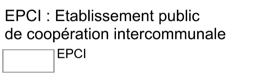 EPCI : Etablissement public
de coopération intercommunale
EPCI